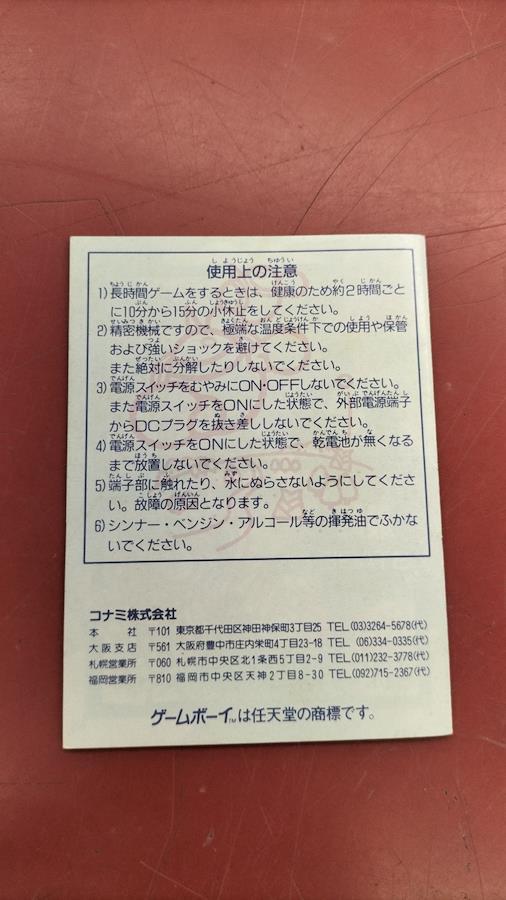 使用上の注意
1)長時間ゲームをするときは、健康のため約2時間ごと
に10分から15分の小休止をしてください。
2)精密機械ですので、極端な温度条件下での使用や保管
および強いショックを避けてください。
また絶対に分解したりしないでください。
3)電源スイッチをむやみにON・OFFしないでください。
また電源スイッチをONにした状態で、外部電源端子
からDCプラグを抜き差ししないでください。
4)電源スイッチをONにした状態で、乾電池が無くなる
まで放置しないでください。
5)端子部に触れたり、水にぬらさないようにしてくださ
い。故障の原因となります。
6)シンナー・ベンジン・アルコール等の揮発油でふかな
いでください。
コナミ株式会社
本社 〒101 東京都千代田区神田神保町3丁目25 TEL(03)3264-5678(代)
大阪支店 〒561 大阪府豊中市庄内栄町4丁目23-18 TEL (06)334-0335(代)
札幌営業所 〒060 札幌市中央区北1条西5丁目2-9 TEL(011)232-3778(代)
福岡営業所 〒810 福岡市中央区天神2丁目8-30 TEL(092)715-2367(代)
ゲームボーイ™は任天堂の商標です。